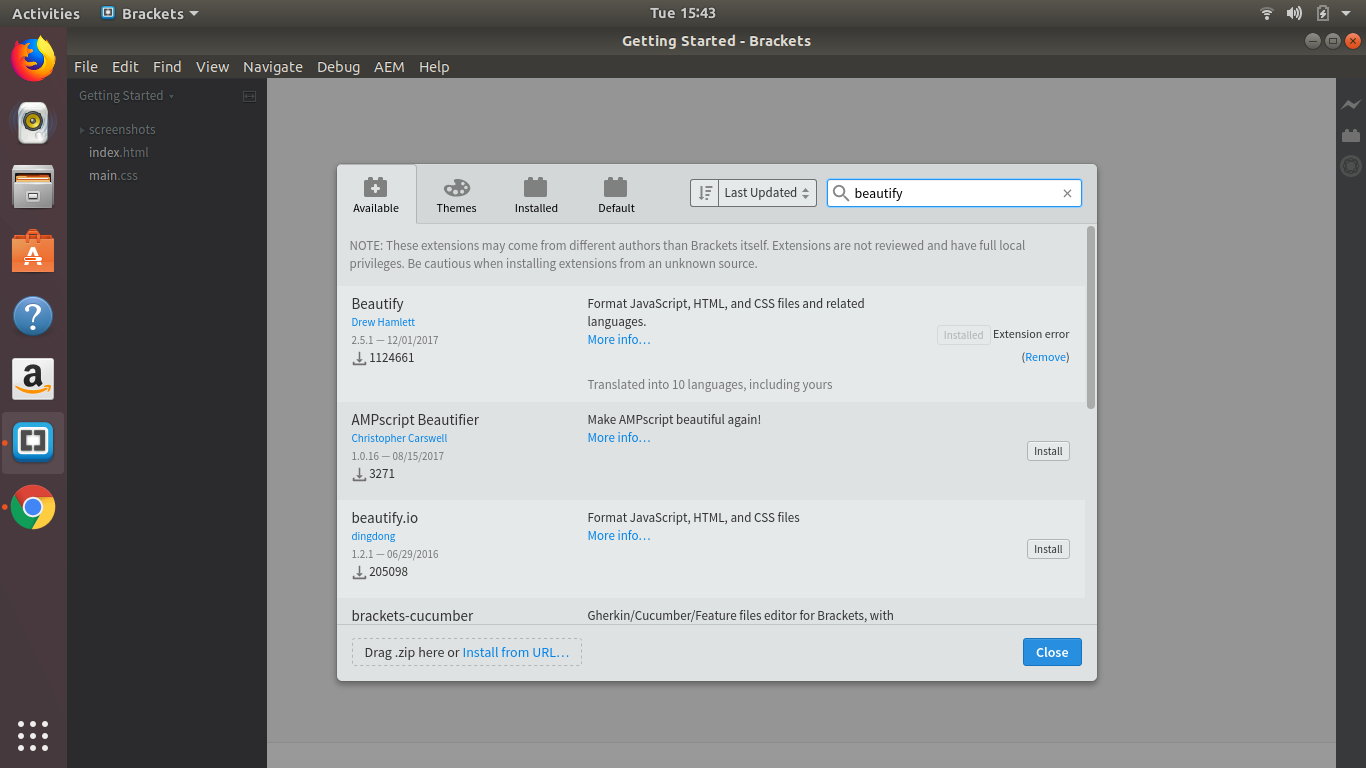 Activities
Brackets
Tue 15:43
Getting Started - Brackets
File Edit Find View Navigate Debug AEM Help
Getting Started
screenshots
index.html
main.css
Available
Themes
Installed
Default
Last Updated
beautify
NOTE: These extensions may come from different authors than Brackets itself. Extensions are not reviewed and have full local
privileges. Be cautious when installing extensions from an unknown source.
Beautify
Drew Hamlett
2.5.1 — 12/01/2017
1124661
Format JavaScript, HTML, and CSS files and related
languages.
More info…
Translated into 10 languages, including yours
Installed Extension error
(Remove)
AMPscript Beautifier
Christopher Carswell
1.0.16 — 08/15/2017
3271
Make AMPscript beautiful again!
More info…
Install
beautify.io
dingdong
1.2.1 — 06/29/2016
205098
Format JavaScript, HTML, and CSS files
More info…
Install
brackets-cucumber
Gherkin/Cucumber/Feature files editor for Brackets, with
Drag .zip here or Install from URL…
Close